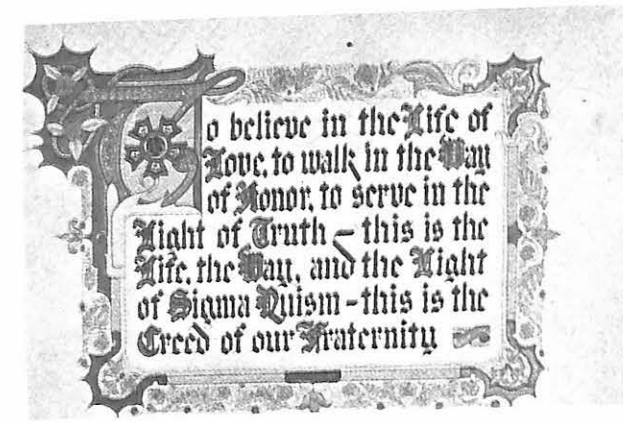 To believe in the Life of
Love, to walk in the Way
of Honor, to serve in the
Light of Truth – this is the
Life, the Way, and the Light
of Sigma Nuism – this is the
Creed of our Fraternity